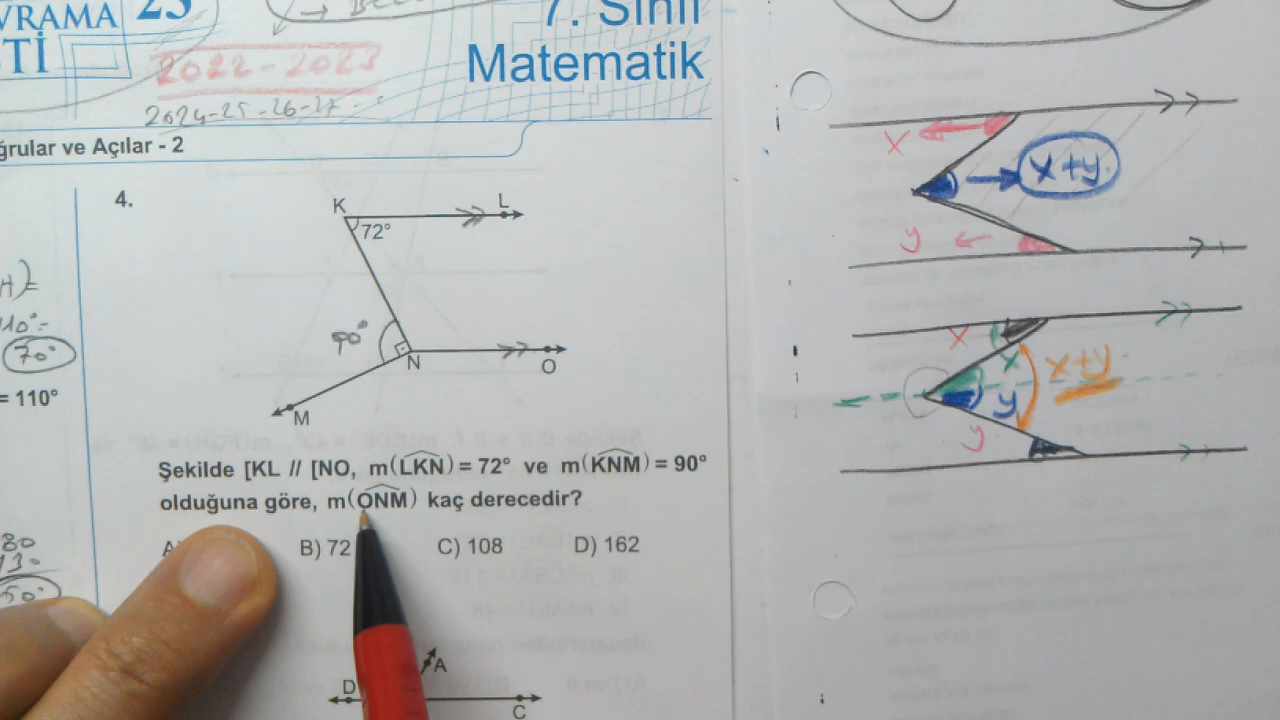 VRAMA 25
Tİ
7. Sınıf
Matematik
2022-2023
2024-25-26-27-
ğrular ve Açılar - 2
4.
K
L
72°
90°
N
O
M
70°
= 110°
Şekilde [KL // [NO, m(LKN) = 72° ve m(KNM) = 90°
olduğuna göre, m(ONM) kaç derecedir?
B) 72
C) 108
D) 162
A
D
C
x
x+y
y
x
x
x+y
y
y